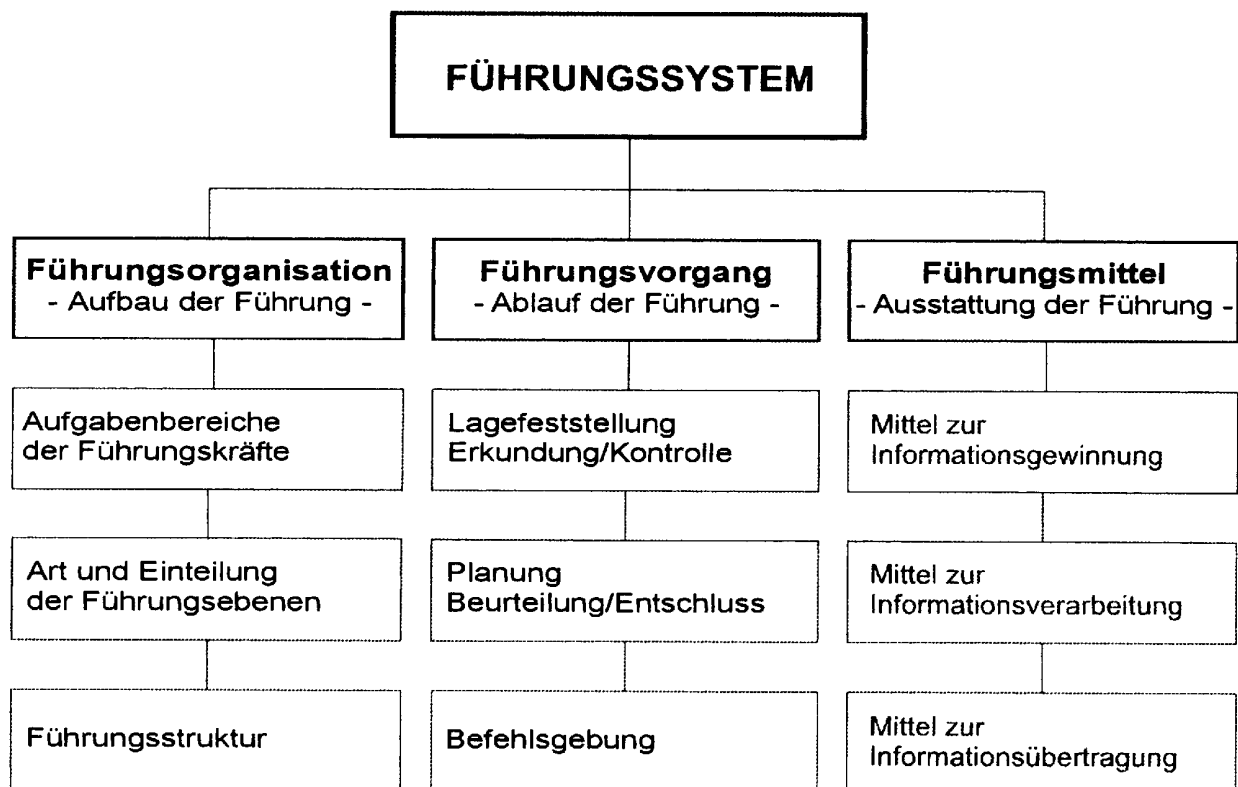 FÜHRUNGSSYSTEM
Führungsorganisation
- Aufbau der Führung -
Aufgabenbereiche
der Führungskräfte
Art und Einteilung
der Führungsebenen
Führungsstruktur
Führungsvorgang
- Ablauf der Führung -
Lagefeststellung
Erkundung/Kontrolle
Planung
Beurteilung/Entschluss
Befehlsgebung
Führungsmittel
- Ausstattung der Führung -
Mittel zur
Informationsgewinnung
Mittel zur
Informationsverarbeitung
Mittel zur
Informationsübertragung